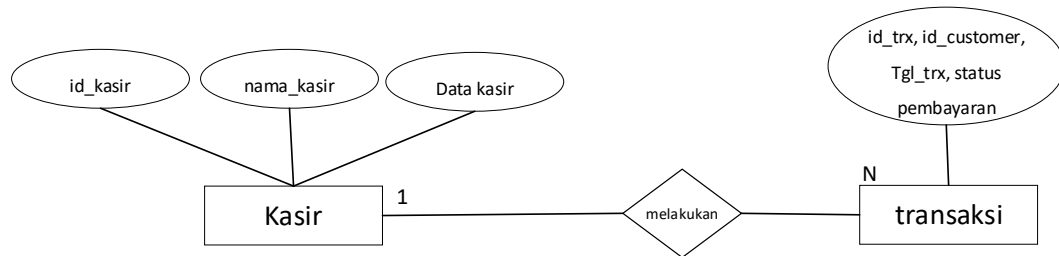 id_kasir
nama_kasir
Data kasir
id_trx, id_customer,
Tgl_trx, status
pembayaran
Kasir
1
melakukan
N
transaksi